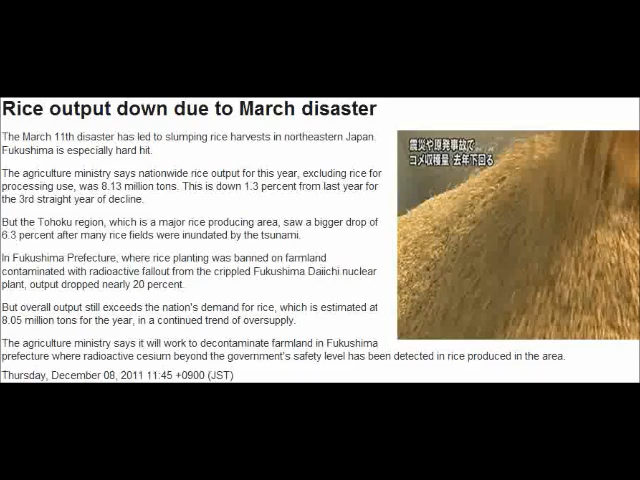 Rice output down due to March disaster
The March 11th disaster has led to slumping rice harvests in northeastern Japan.
Fukushima is especially hard hit.
The agriculture ministry says nationwide rice output for this year, excluding rice for
processing use, was 8.13 million tons. This is down 1.3 percent from last year for
the 3rd straight year of decline.
But the Tohoku region, which is a major rice producing area, saw a bigger drop of
6.3 percent after many rice fields were inundated by the tsunami.
In Fukushima Prefecture, where rice planting was banned on farmland
contaminated with radioactive fallout from the crippled Fukushima Daiichi nuclear
plant, output dropped nearly 20 percent.
But overall output still exceeds the nation's demand for rice, which is estimated at
8.05 million tons for the year, in a continued trend of oversupply.
The agriculture ministry says it will work to decontaminate farmland in Fukushima
prefecture where radioactive cesium beyond the government's safety level has been detected in rice produced in the area.
Thursday, December 08, 2011 11:45 +0900 (JST)
震災や原発事故で
コメ収穫量 去年下回る